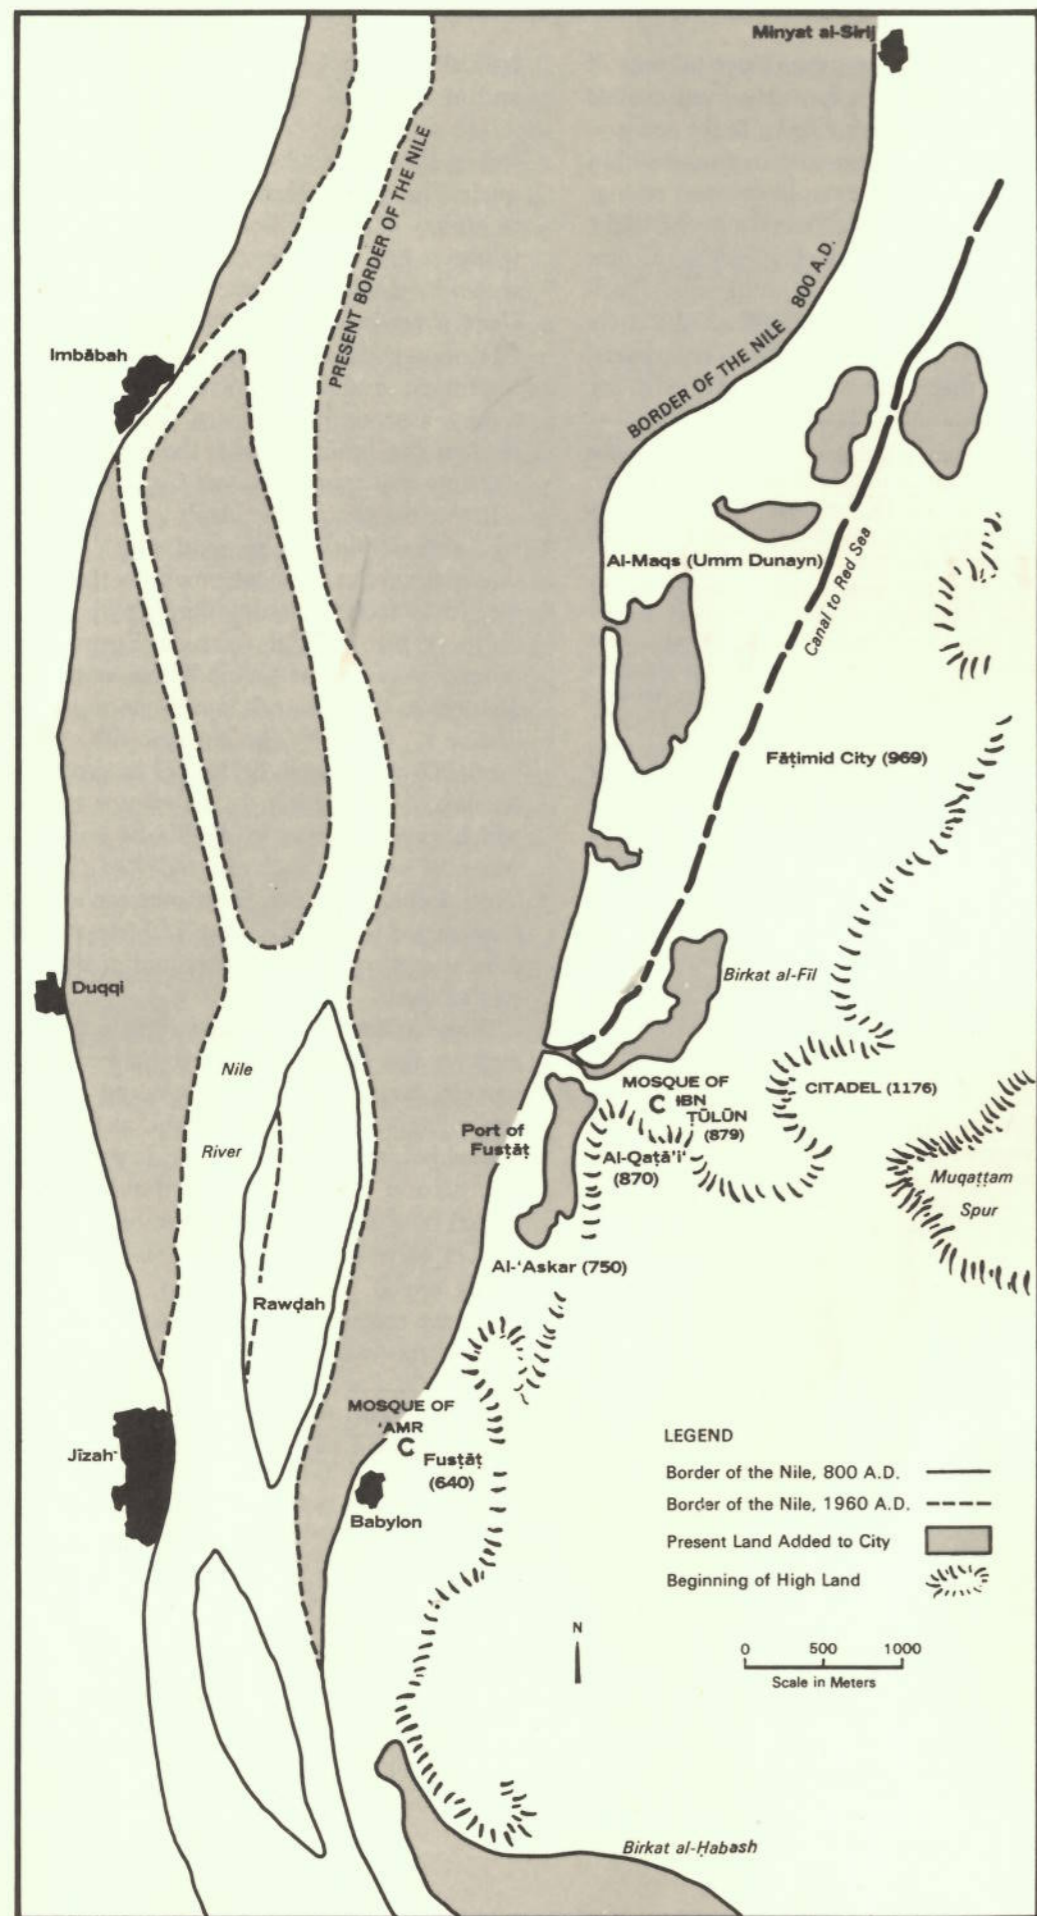 Minyat al-Sirij
PRESENT BORDER OF THE NILE
BORDER OF THE NILE 800 A.D.
Imbābah
Al-Maqs (Umm Dunayn)
Canal to Red Sea
Fāṭimid City (969)
Duqqi
Birkat al-Fīl
Nile
River
MOSQUE OF
IBN
ṬŪLŪN
(879)
CITADEL (1176)
Port of
Fusṭāṭ
Al-Qaṭā'i'
(870)
Muqaṭṭam
Spur
Al-'Askar (750)
Rawḍah
MOSQUE OF
'AMR
Fusṭāṭ
(640)
Jīzah
Babylon
LEGEND
Border of the Nile, 800 A.D.
Border of the Nile, 1960 A.D.
Present Land Added to City
Beginning of High Land
N
0 500 1000
Scale in Meters
Birkat al-Ḥabash